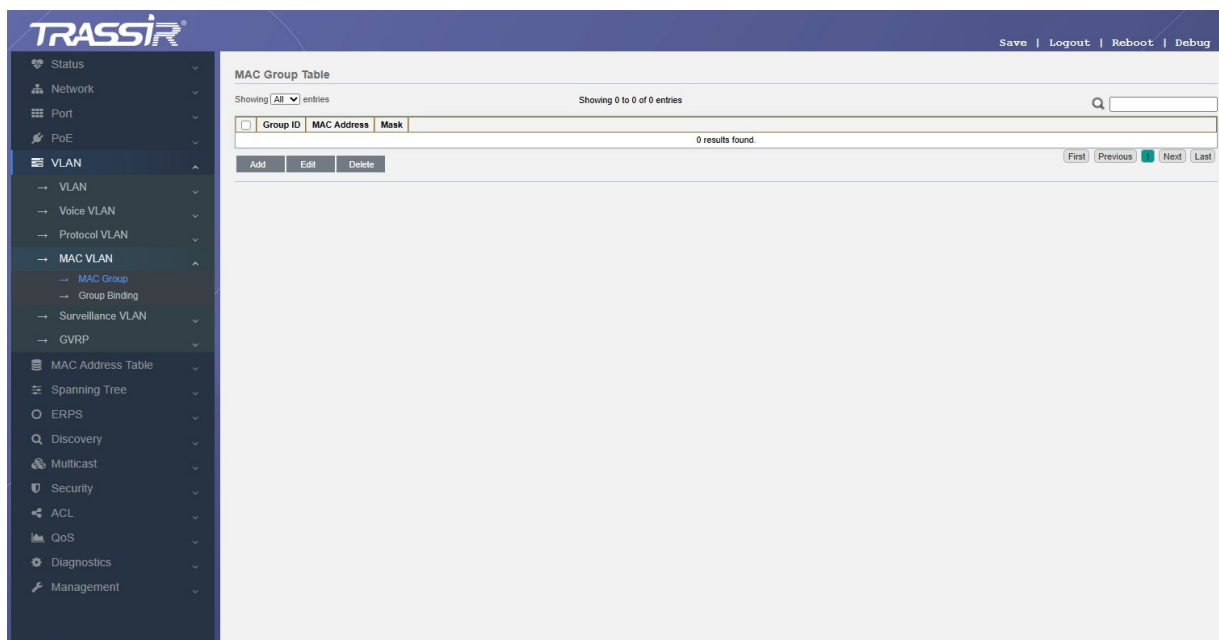 TRASSIR
Save | Logout | Reboot | Debug
Status
Network
Port
PoE
VLAN
→ VLAN
→ Voice VLAN
→ Protocol VLAN
→ MAC VLAN
→ MAC Group
→ Group Binding
→ Surveillance VLAN
→ GVRP
MAC Address Table
Spanning Tree
ERPS
Discovery
Multicast
Security
ACL
QoS
Diagnostics
Management
MAC Group Table
Showing All entries
Showing 0 to 0 of 0 entries
Group ID MAC Address Mask
0 results found.
Add Edit Delete
First Previous 1 Next Last